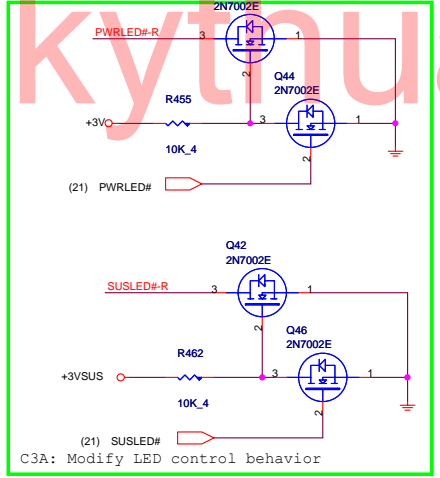 2N7002E
PWRLED#-R
3
1
2
Q44
2N7002E
R455
+3V
3
1
10K_4
2
(21) PWRLED#
Q42
2N7002E
SUSLED#-R
3
1
2
Q46
2N7002E
R462
+3VSUS
3
1
10K_4
2
(21) SUSLED#
C3A: Modify LED control behavior